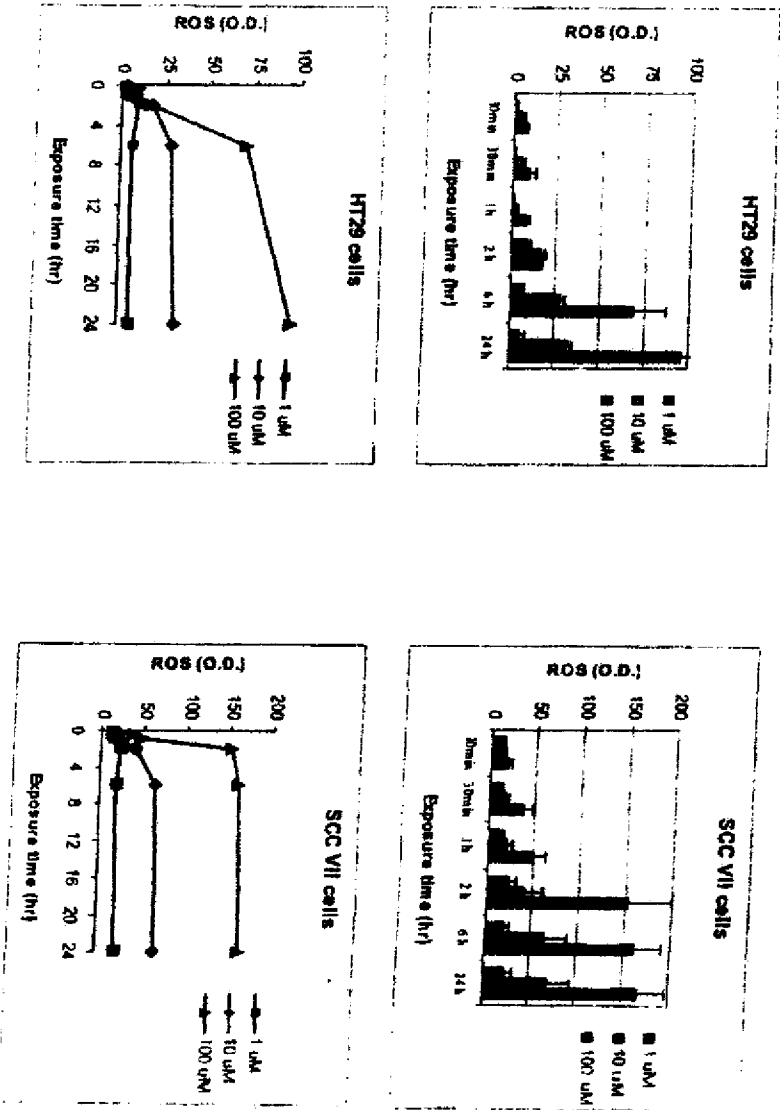 HT29 cells
ROS (O.D.)
100
75
50
25
0
10min 30min 1h 2h 6h 24h
Exposure time (hr)
1 uM
10 uM
100 uM
SCC VII cells
ROS (O.D.)
200
150
100
50
0
10min 30min 1h 2h 6h 24h
Exposure time (hr)
1 uM
10 uM
100 uM
HT29 cells
ROS (O.D.)
100
75
50
25
0
0 4 8 12 16 20 24
Exposure time (hr)
1 uM
10 uM
100 uM
SCC VII cells
ROS (O.D.)
200
150
100
50
0
0 4 8 12 16 20 24
Exposure time (hr)
1 uM
10 uM
100 uM